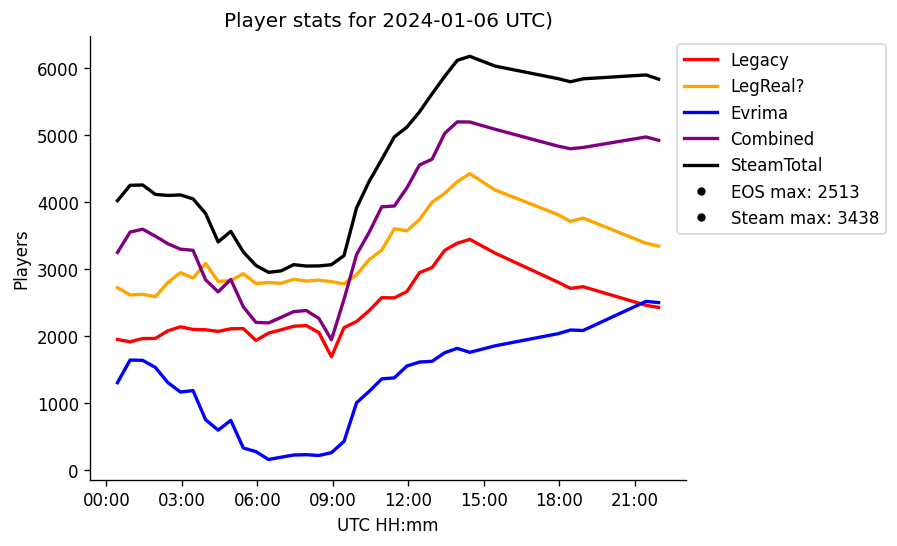 Player stats for 2024-01-06 UTC)
Legacy
LegReal?
Evrima
Combined
SteamTotal
EOS max: 2513
Steam max: 3438
Players
6000
5000
4000
3000
2000
1000
0
00:00 03:00 06:00 09:00 12:00 15:00 18:00 21:00
UTC HH:mm